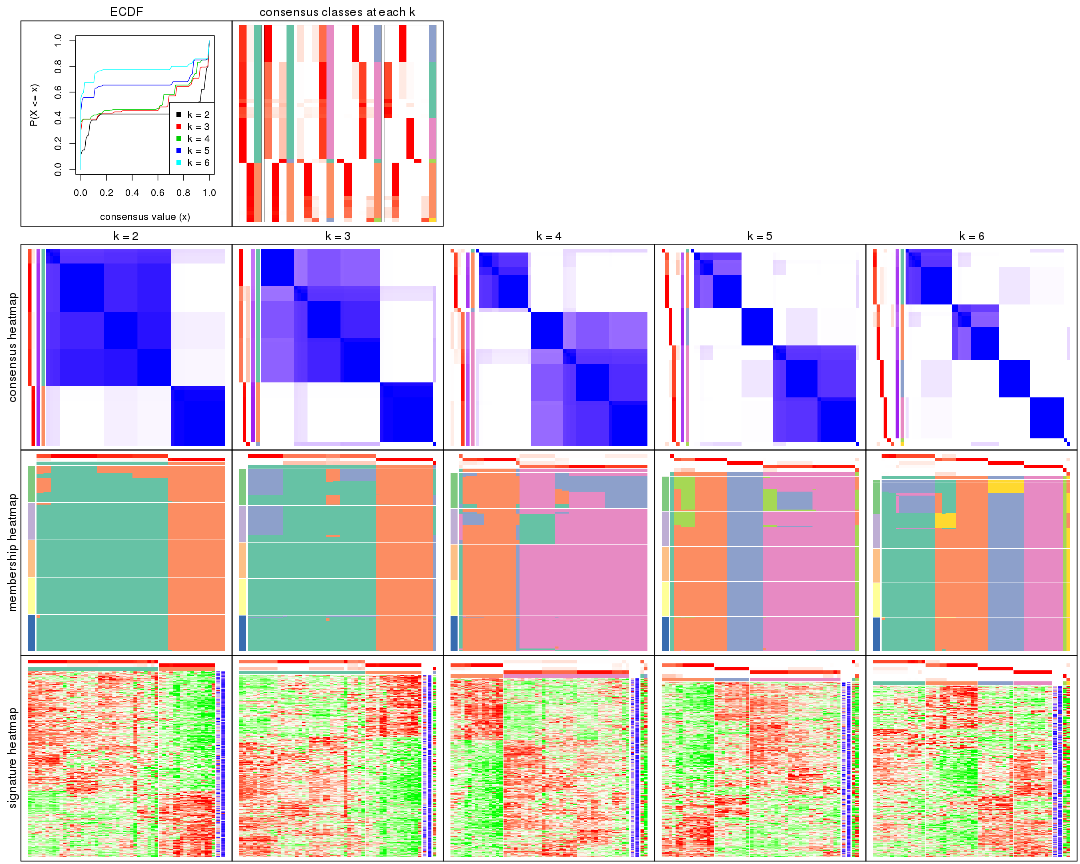 ECDF
consensus classes at each k
P(X <= x)
0.0 0.2 0.4 0.6 0.8 1.0
k = 2
k = 3
k = 4
k = 5
k = 6
0.0 0.2 0.4 0.6 0.8 1.0
consensus value (x)
k = 2
k = 3
k = 4
k = 5
k = 6
consensus heatmap
membership heatmap
signature heatmap